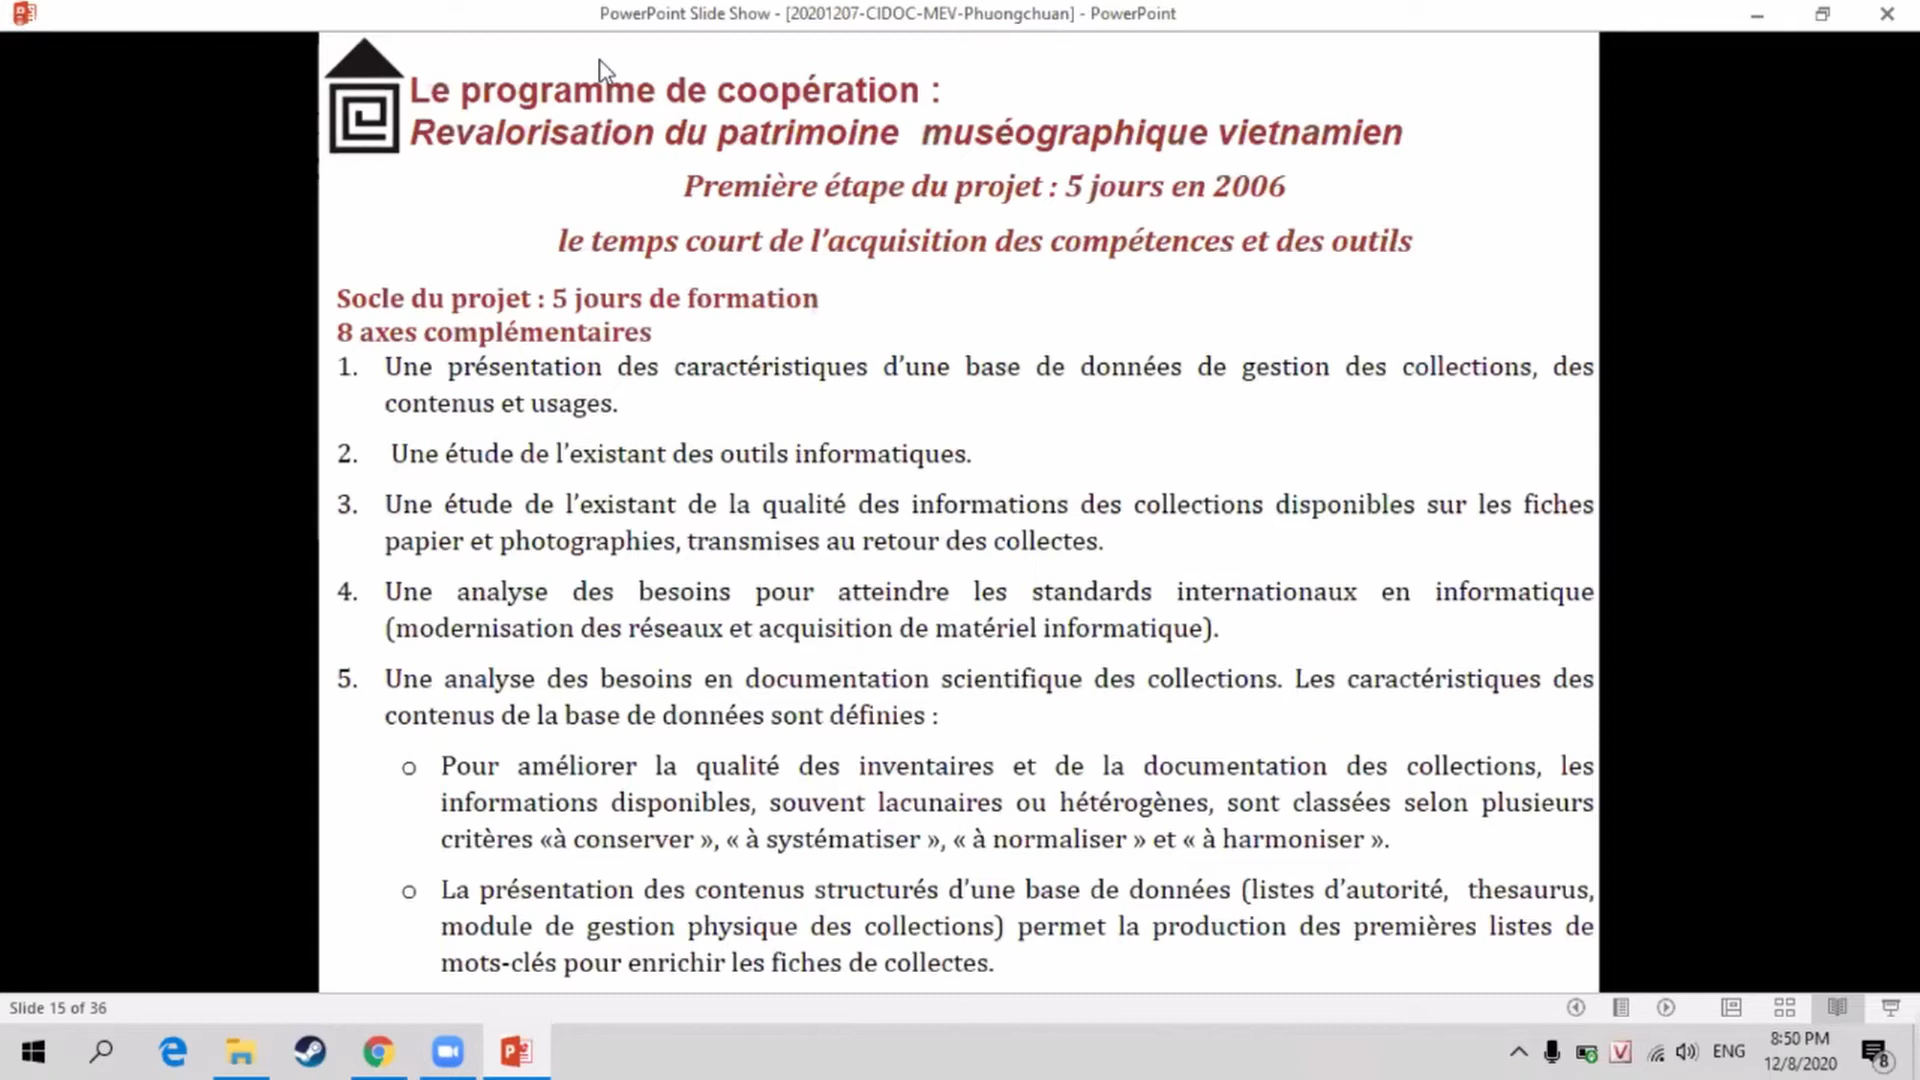 PowerPoint Slide Show - [20201207-CIDOC-MEV-Phuongchuan] - PowerPoint
Le programme de coopération :
Revalorisation du patrimoine muséographique vietnamien
Première étape du projet : 5 jours en 2006
le temps court de l’acquisition des compétences et des outils
Socle du projet : 5 jours de formation
8 axes complémentaires
1. Une présentation des caractéristiques d’une base de données de gestion des collections, des
contenus et usages.
2. Une étude de l’existant des outils informatiques.
3. Une étude de l’existant de la qualité des informations des collections disponibles sur les fiches
papier et photographies, transmises au retour des collectes.
4. Une analyse des besoins pour atteindre les standards internationaux en informatique
(modernisation des réseaux et acquisition de matériel informatique).
5. Une analyse des besoins en documentation scientifique des collections. Les caractéristiques des
contenus de la base de données sont définies :
o Pour améliorer la qualité des inventaires et de la documentation des collections, les
informations disponibles, souvent lacunaires ou hétérogènes, sont classées selon plusieurs
critères «à conserver », « à systématiser », « à normaliser » et « à harmoniser ».
o La présentation des contenus structurés d’une base de données (listes d’autorité, thesaurus,
module de gestion physique des collections) permet la production des premières listes de
mots-clés pour enrichir les fiches de collectes.
Slide 15 of 36
ENG
8:50 PM
12/8/2020
8